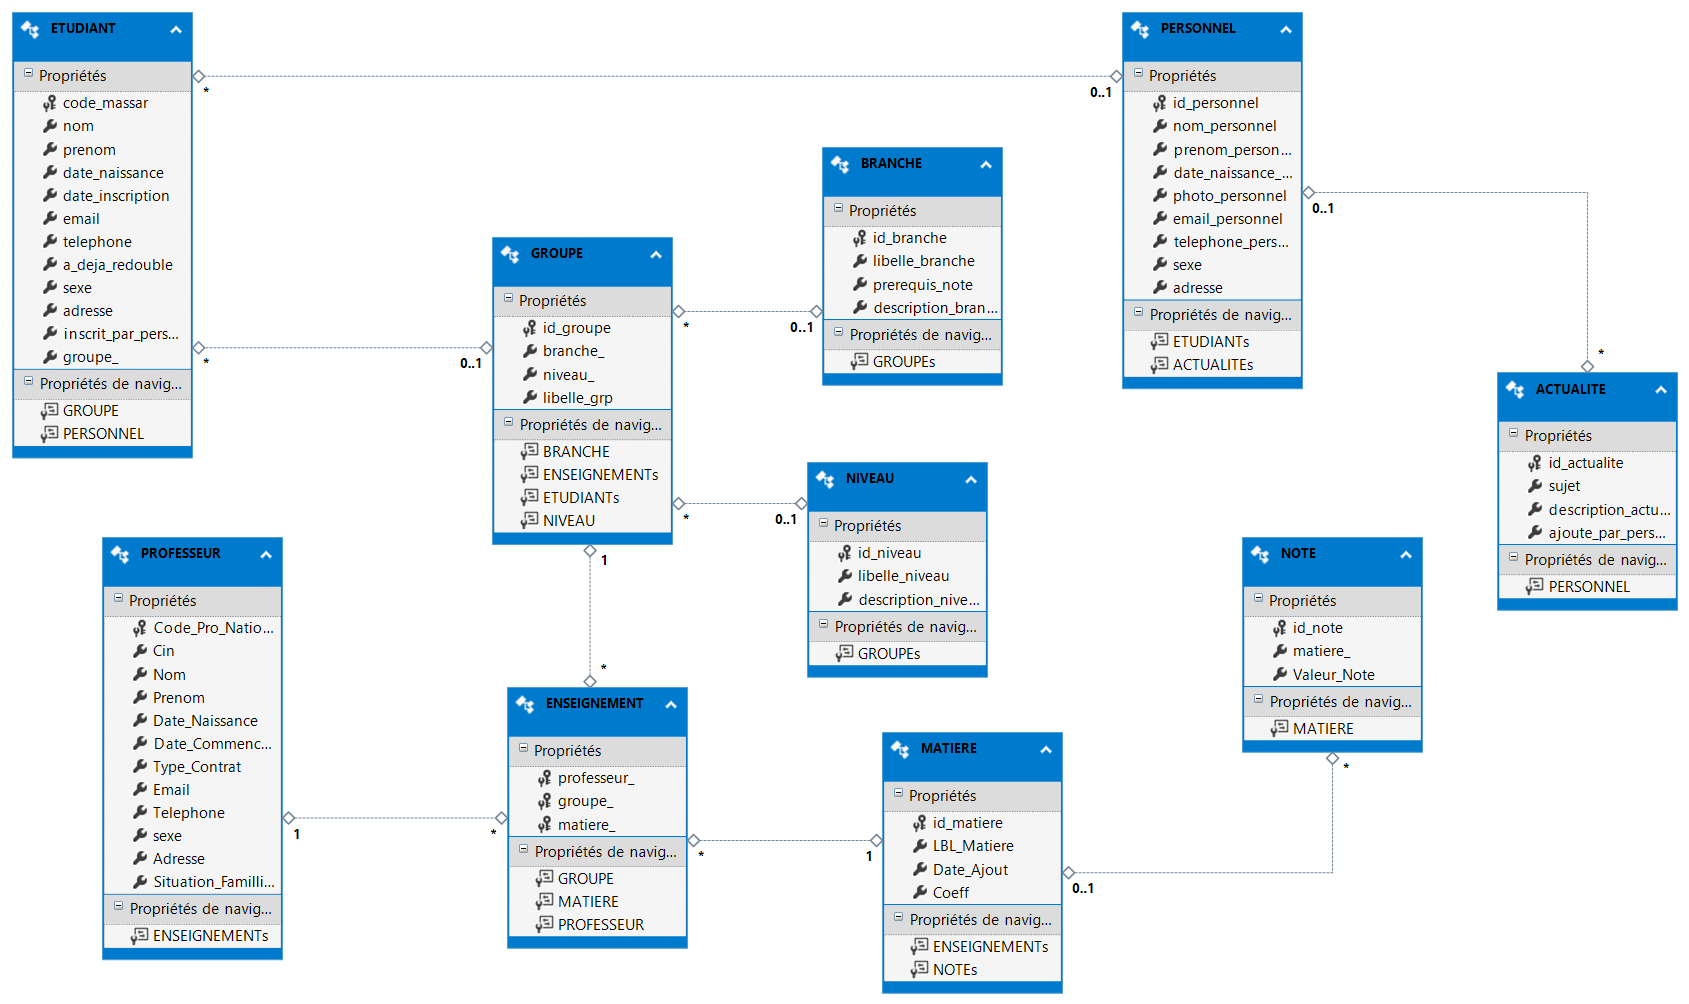 ETUDIANT
Propriétés
code_massar
nom
prenom
date_naissance
date_inscription
email
telephone
a_deja_redouble
sexe
adresse
inscrit_par_pers...
groupe_
Propriétés de navig...
GROUPE
PERSONNEL
*
0..1
*
0..1
PERSONNEL
Propriétés
id_personnel
nom_personnel
prenom_person...
date_naissance_...
photo_personnel
email_personnel
telephone_pers...
sexe
adresse
Propriétés de navig...
ETUDIANTs
ACTUALITEs
0..1
*
BRANCHE
Propriétés
id_branche
libelle_branche
prerequis_note
description_bran...
Propriétés de navig...
GROUPEs
GROUPE
Propriétés
id_groupe
branche_
niveau_
libelle_grp
Propriétés de navig...
BRANCHE
ENSEIGNEMENTs
ETUDIANTs
NIVEAU
*
0..1
*
0..1
1
*
NIVEAU
Propriétés
id_niveau
libelle_niveau
description_nive...
Propriétés de navig...
GROUPEs
ACTUALITE
Propriétés
id_actualite
sujet
description_actu...
ajoute_par_pers...
Propriétés de navig...
PERSONNEL
PROFESSEUR
Propriétés
Code_Pro_Natio...
Cin
Nom
Prenom
Date_Naissance
Date_Commenc...
Type_Contrat
Email
Telephone
sexe
Adresse
Situation_Familli...
Propriétés de navig...
ENSEIGNEMENTs
1
*
ENSEIGNEMENT
Propriétés
professeur_
groupe_
matiere_
Propriétés de navig...
GROUPE
MATIERE
PROFESSEUR
*
1
MATIERE
Propriétés
id_matiere
LBL_Matiere
Date_Ajout
Coeff
Propriétés de navig...
ENSEIGNEMENTs
NOTEs
0..1
*
NOTE
Propriétés
id_note
matiere_
Valeur_Note
Propriétés de navig...
MATIERE